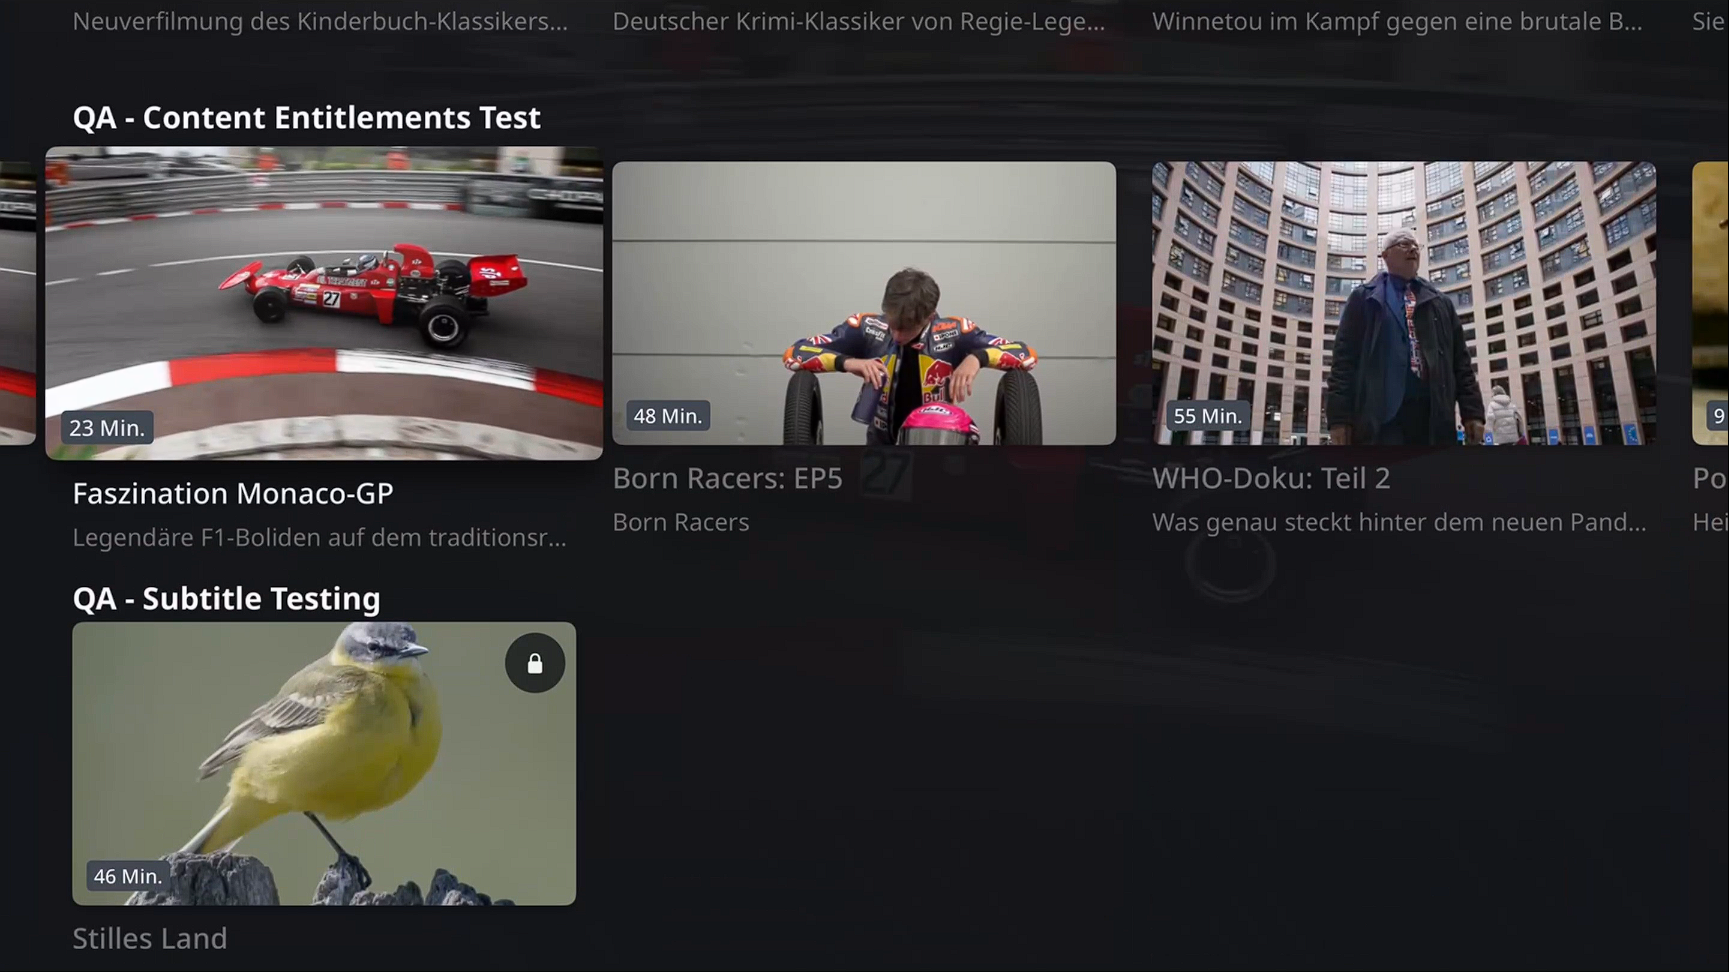 Neuverfilmung des Kinderbuch-Klassikers...
Deutscher Krimi-Klassiker von Regie-Lege...
Winnetou im Kampf gegen eine brutale B...
Sie
QA - Content Entitlements Test
27
23 Min.
48 Min.
55 Min.
9
Faszination Monaco-GP
Legendäre F1-Boliden auf dem traditionsr...
Born Racers: EP5
27
Born Racers
WHO-Doku: Teil 2
Was genau steckt hinter dem neuen Pand...
Po
Hei
QA - Subtitle Testing
46 Min.
Stilles Land